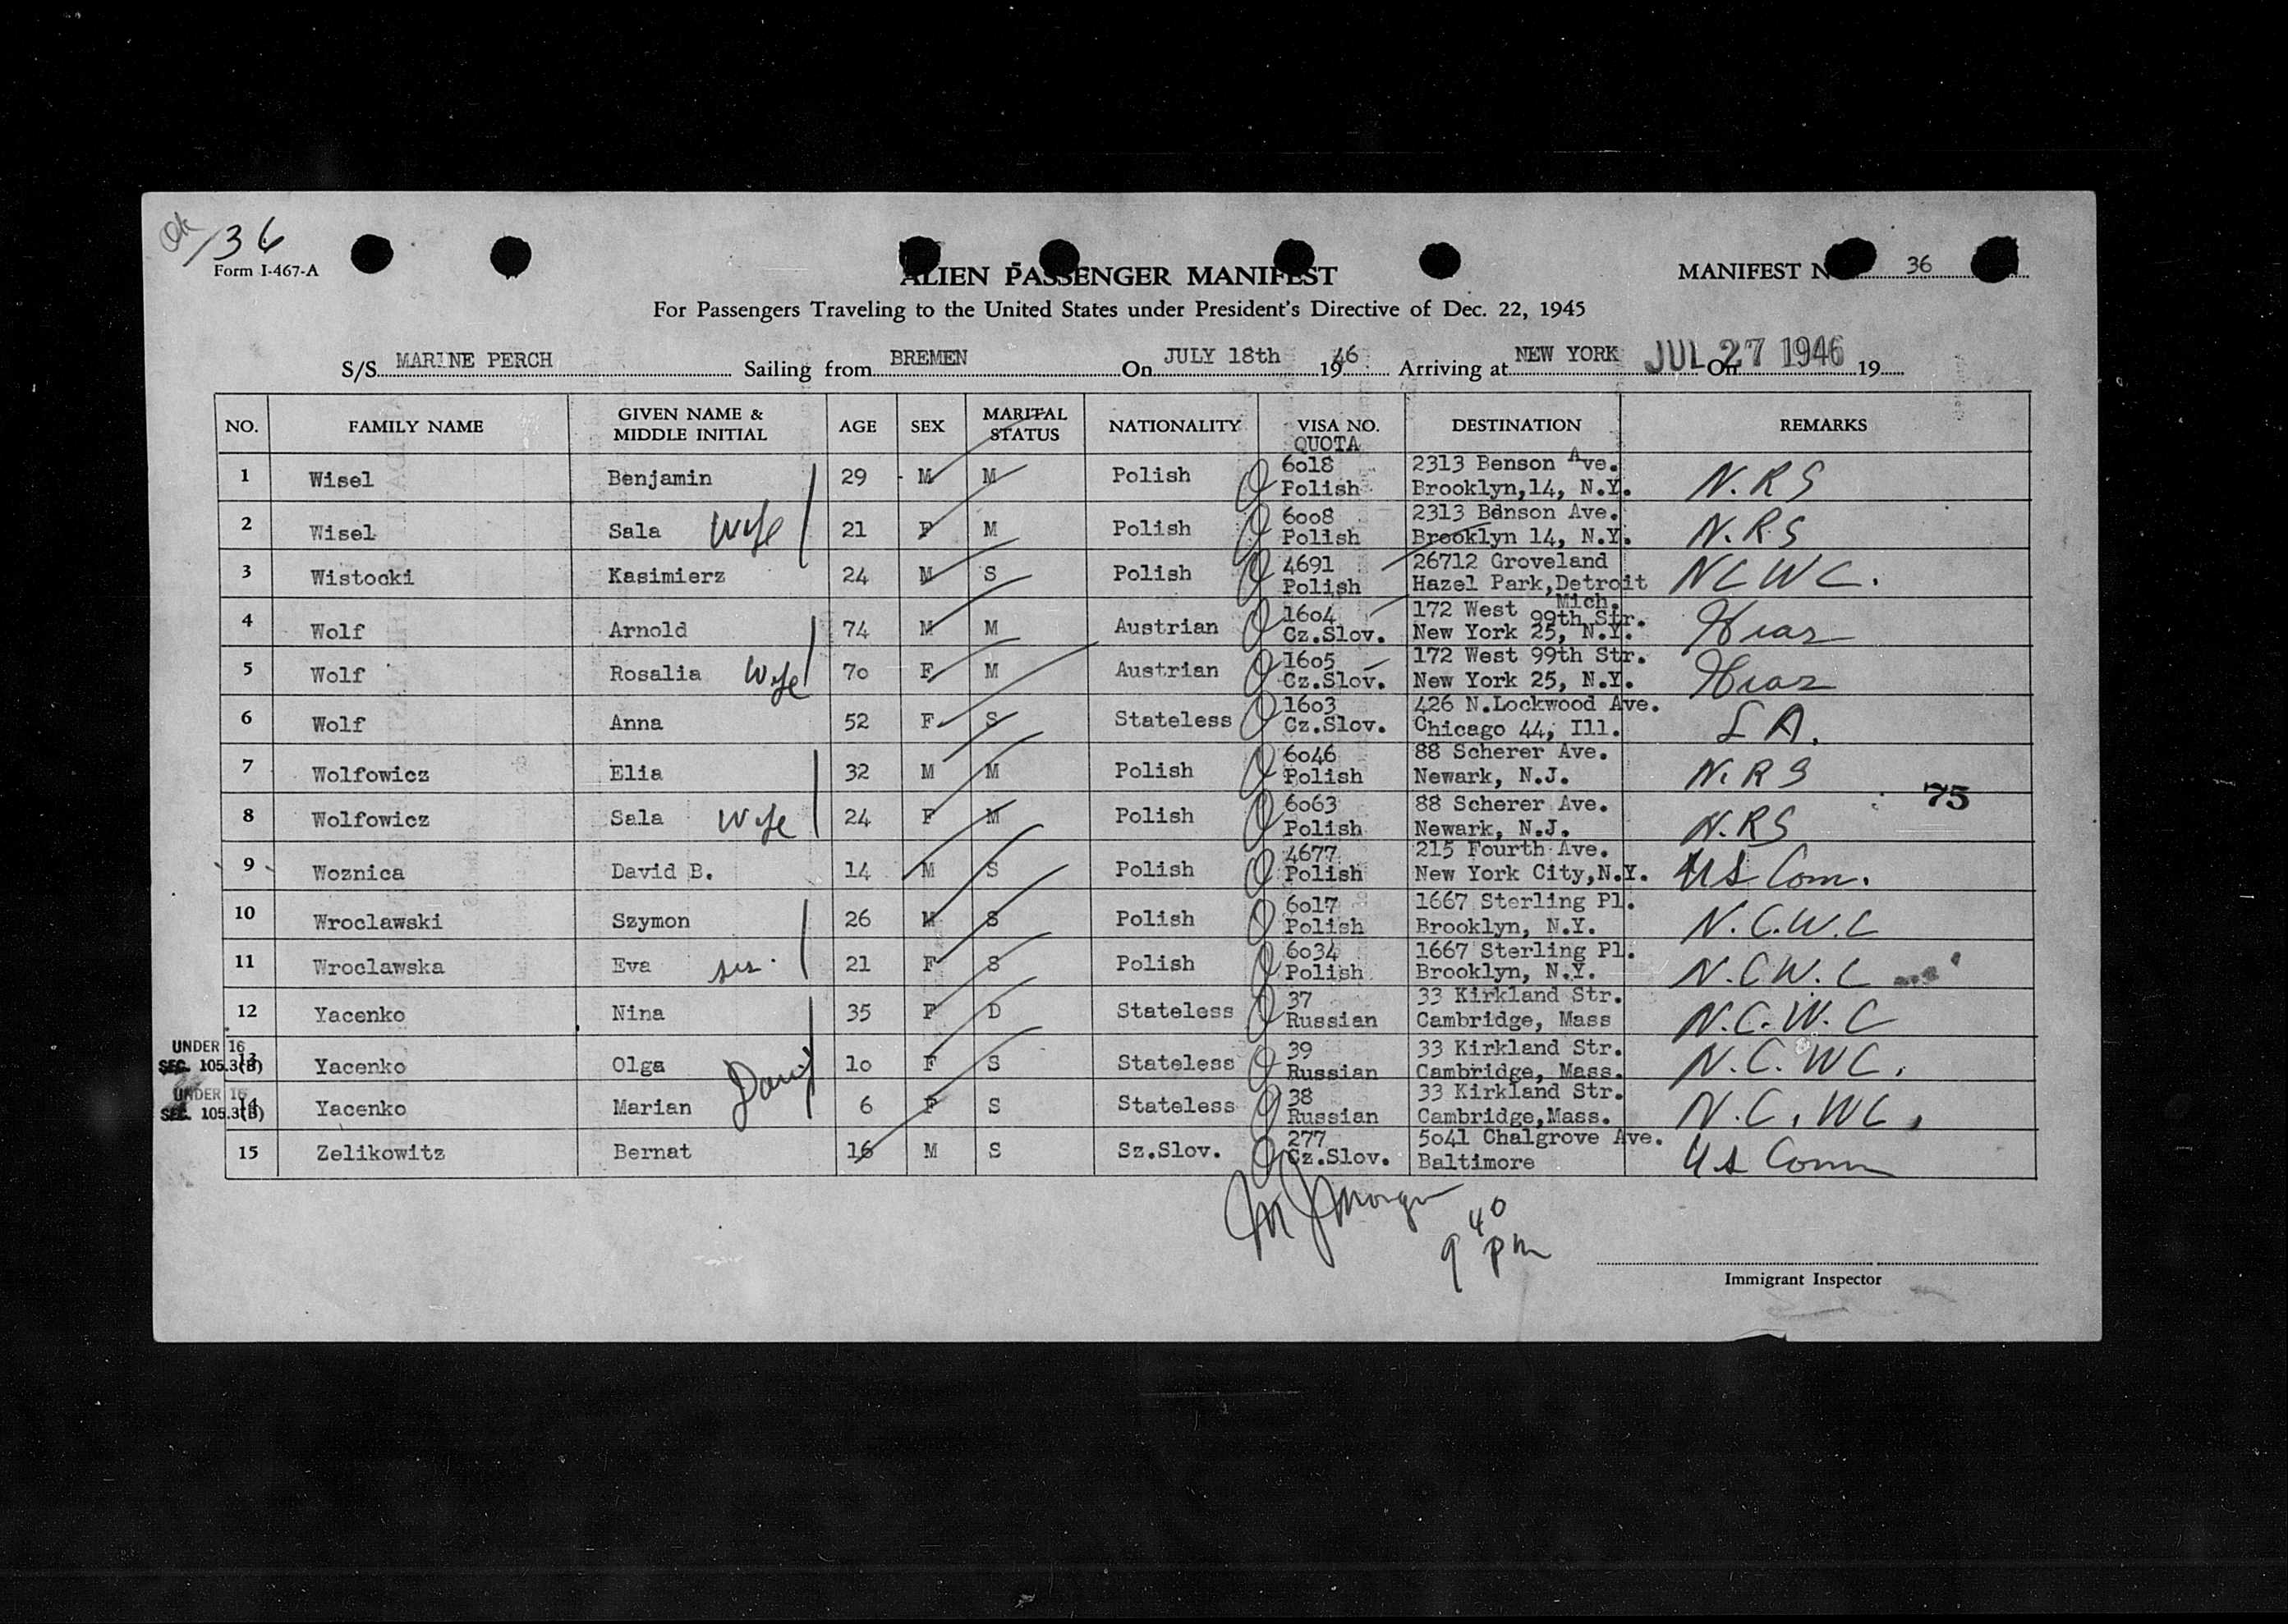 Ok/36
Form I-467-A
ALIEN PASSENGER MANIFEST
MANIFEST N 36
For Passengers Traveling to the United States under President's Directive of Dec. 22, 1945
S/S MARINE PERCH Sailing from BREMEN On JULY 18th 1946 Arriving at NEW YORK On JUL 27 1946 19
NO. FAMILY NAME GIVEN NAME & MIDDLE INITIAL AGE SEX MARITAL STATUS NATIONALITY VISA NO. QUOTA DESTINATION REMARKS
1 Wisel Benjamin 29 M M Polish 6018 Polish 2313 Benson Ave. Brooklyn,14, N.Y. N.R S
2 Wisel Sala Wife 21 F M Polish 6008 Polish 2313 Benson Ave. Brooklyn 14, N.Y. N.R.S
3 Wistocki Kasimierz 24 M S Polish 4691 Polish 26712 Groveland Hazel Park,Detroit Mich. NCWC.
4 Wolf Arnold 74 M M Austrian 1604 Cz.Slov. 172 West 99th Str. New York 25, N.Y. Hias
5 Wolf Rosalia Wife 70 F M Austrian 1605 Cz.Slov. 172 West 99th Str. New York 25, N.Y. Hias
6 Wolf Anna 52 F S Stateless 1603 Cz.Slov. 426 N.Lockwood Ave. Chicago 44, Ill.
7 Wolfowicz Elia 32 M M Polish 6046 Polish 88 Scherer Ave. Newark, N.J. N.R S
75
8 Wolfowicz Sala Wife 24 F M Polish 6063 Polish 88 Scherer Ave. Newark, N.J. N.RS
9 Woznica David B. 14 M S Polish 4677 Polish 215 Fourth Ave. New York City,N.Y. US Com.
10 Wroclawski Szymon 26 M S Polish 6017 Polish 1667 Sterling Pl. Brooklyn, N.Y. N.C.W.C
11 Wroclawska Eva sis. 21 F S Polish 6034 Polish 1667 Sterling Pl. Brooklyn, N.Y. N.C W.C
12 Yacenko Nina 35 F D Stateless 37 Russian 33 Kirkland Str. Cambridge, Mass N.C.W.C
UNDER 16
SEC. 105.3(B)
13 Yacenko Olga 10 F S Stateless 39 Russian 33 Kirkland Str. Cambridge, Mass. N.C.WC.
UNDER 16
SEC. 105.3(B)
14 Yacenko Marian 6 F S Stateless 38 Russian 33 Kirkland Str. Cambridge,Mass. N.C.WC.
15 Zelikowitz Bernat 16 M S Sz.Slov. 277 Cz.Slov. 5041 Chalgrove Ave. Baltimore US Comm
9 40 pm
Immigrant Inspector